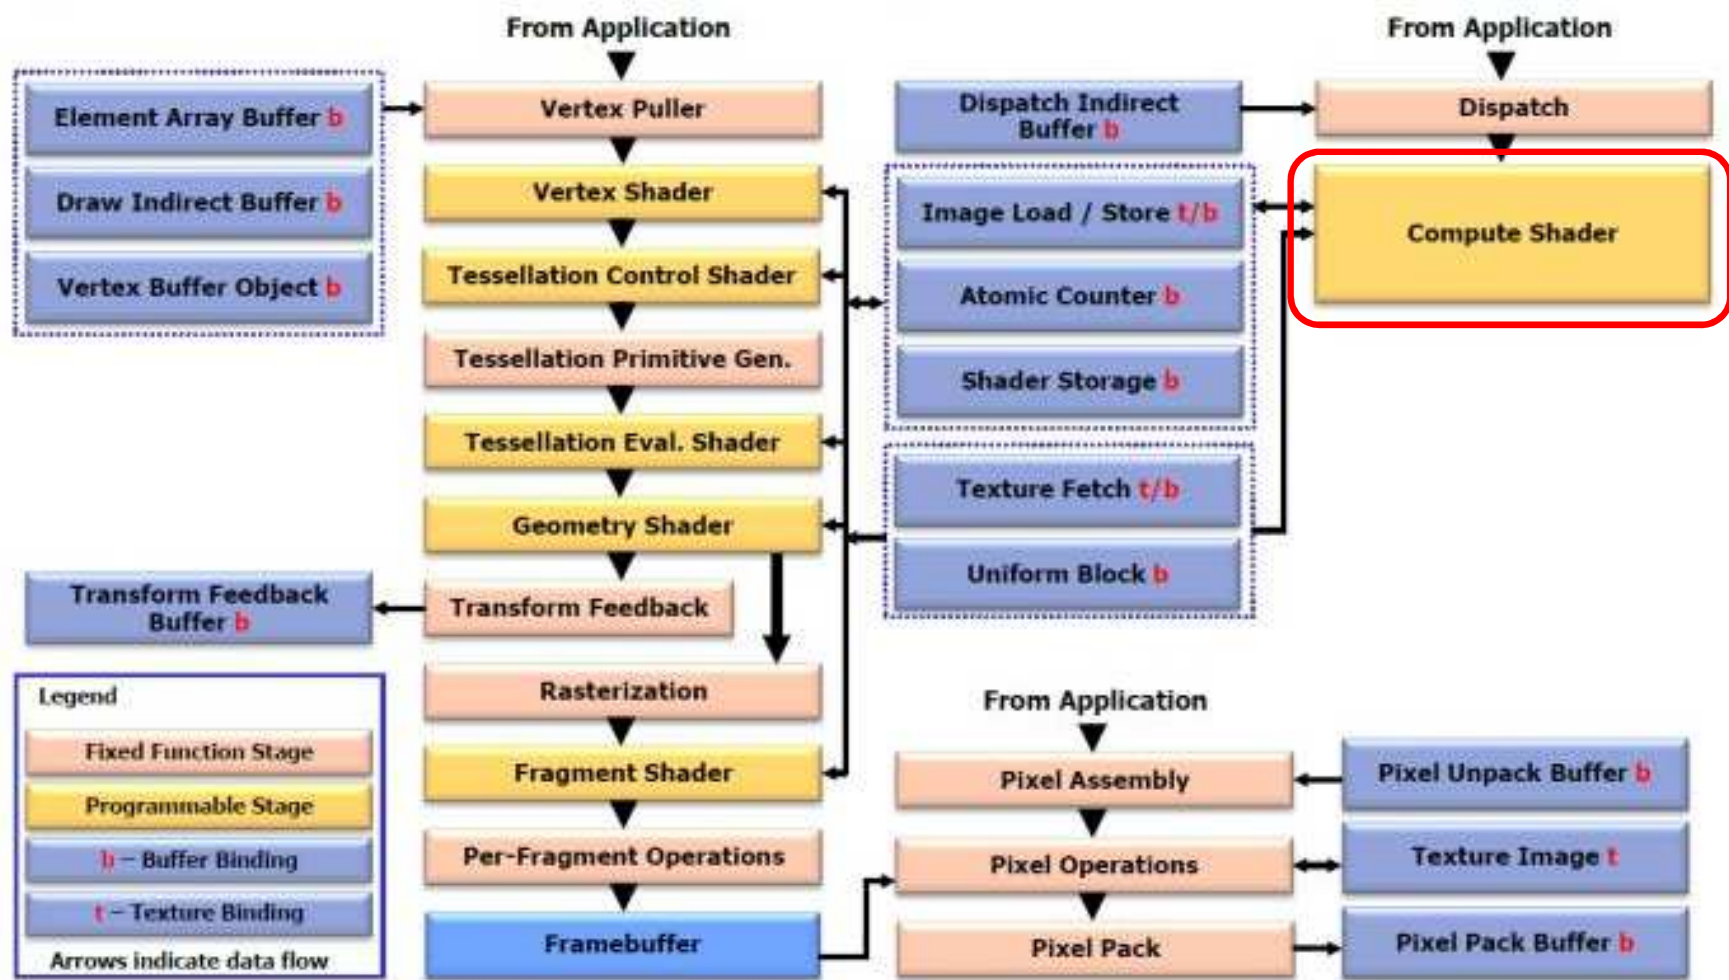 From Application
Vertex Puller
Vertex Shader
Tessellation Control Shader
Tessellation Primitive Gen.
Tessellation Eval. Shader
Geometry Shader
Transform Feedback
Rasterization
Fragment Shader
Per-Fragment Operations
Framebuffer
Element Array Buffer b
Draw Indirect Buffer b
Vertex Buffer Object b
Transform Feedback
Buffer b
Legend
Fixed Function Stage
Programmable Stage
b – Buffer Binding
t – Texture Binding
Arrows indicate data flow
From Application
Dispatch Indirect
Buffer b
Dispatch
Image Load / Store t/b
Atomic Counter b
Shader Storage b
Compute Shader
Texture Fetch t/b
Uniform Block b
From Application
Pixel Assembly
Pixel Operations
Pixel Pack
Pixel Unpack Buffer b
Texture Image t
Pixel Pack Buffer b